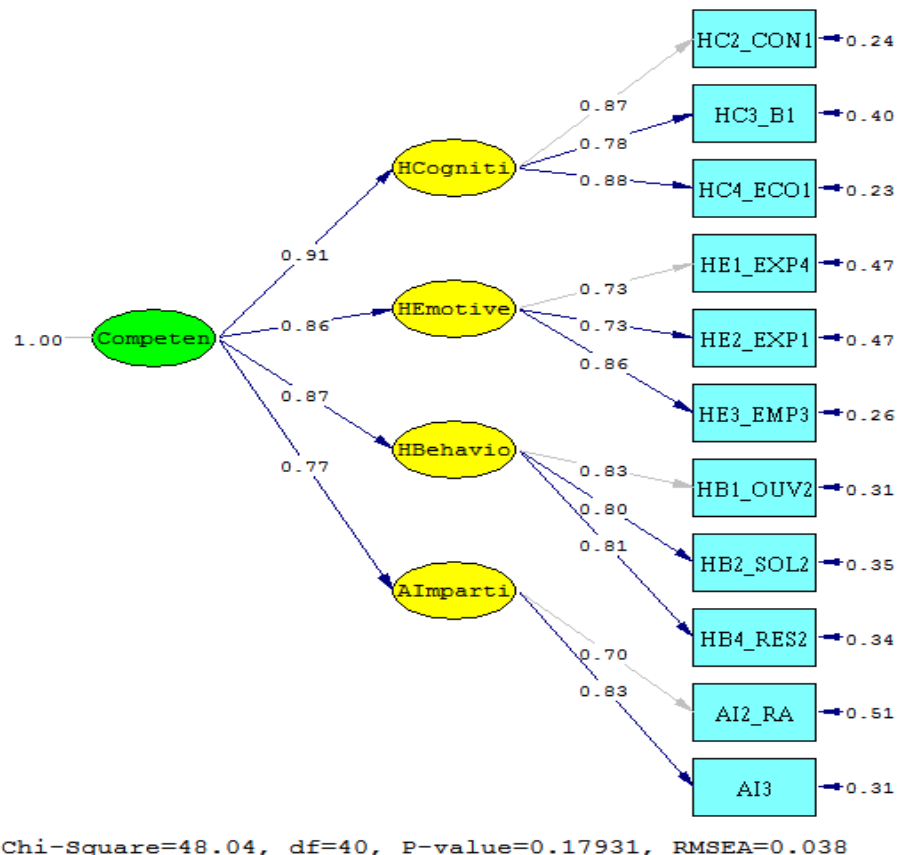 HC2_CON1 0.24
0.87
HC3_B1 0.40
0.78
HCogniti
0.88
HC4_ECO1 0.23
0.91
HE1_EXP4 0.47
0.73
HEmotive
0.86
0.73
1.00 Competen
HE2_EXP1 0.47
0.86
0.87
HE3_EMP3 0.26
HBehavio
0.77
0.83
HB1_OUV2 0.31
0.80
0.81
HB2_SOL2 0.35
AImparti
HB4_RES2 0.34
0.70
0.83
AI2_RA 0.51
AI3 0.31
Chi-Square=48.04, df=40, P-value=0.17931, RMSEA=0.038